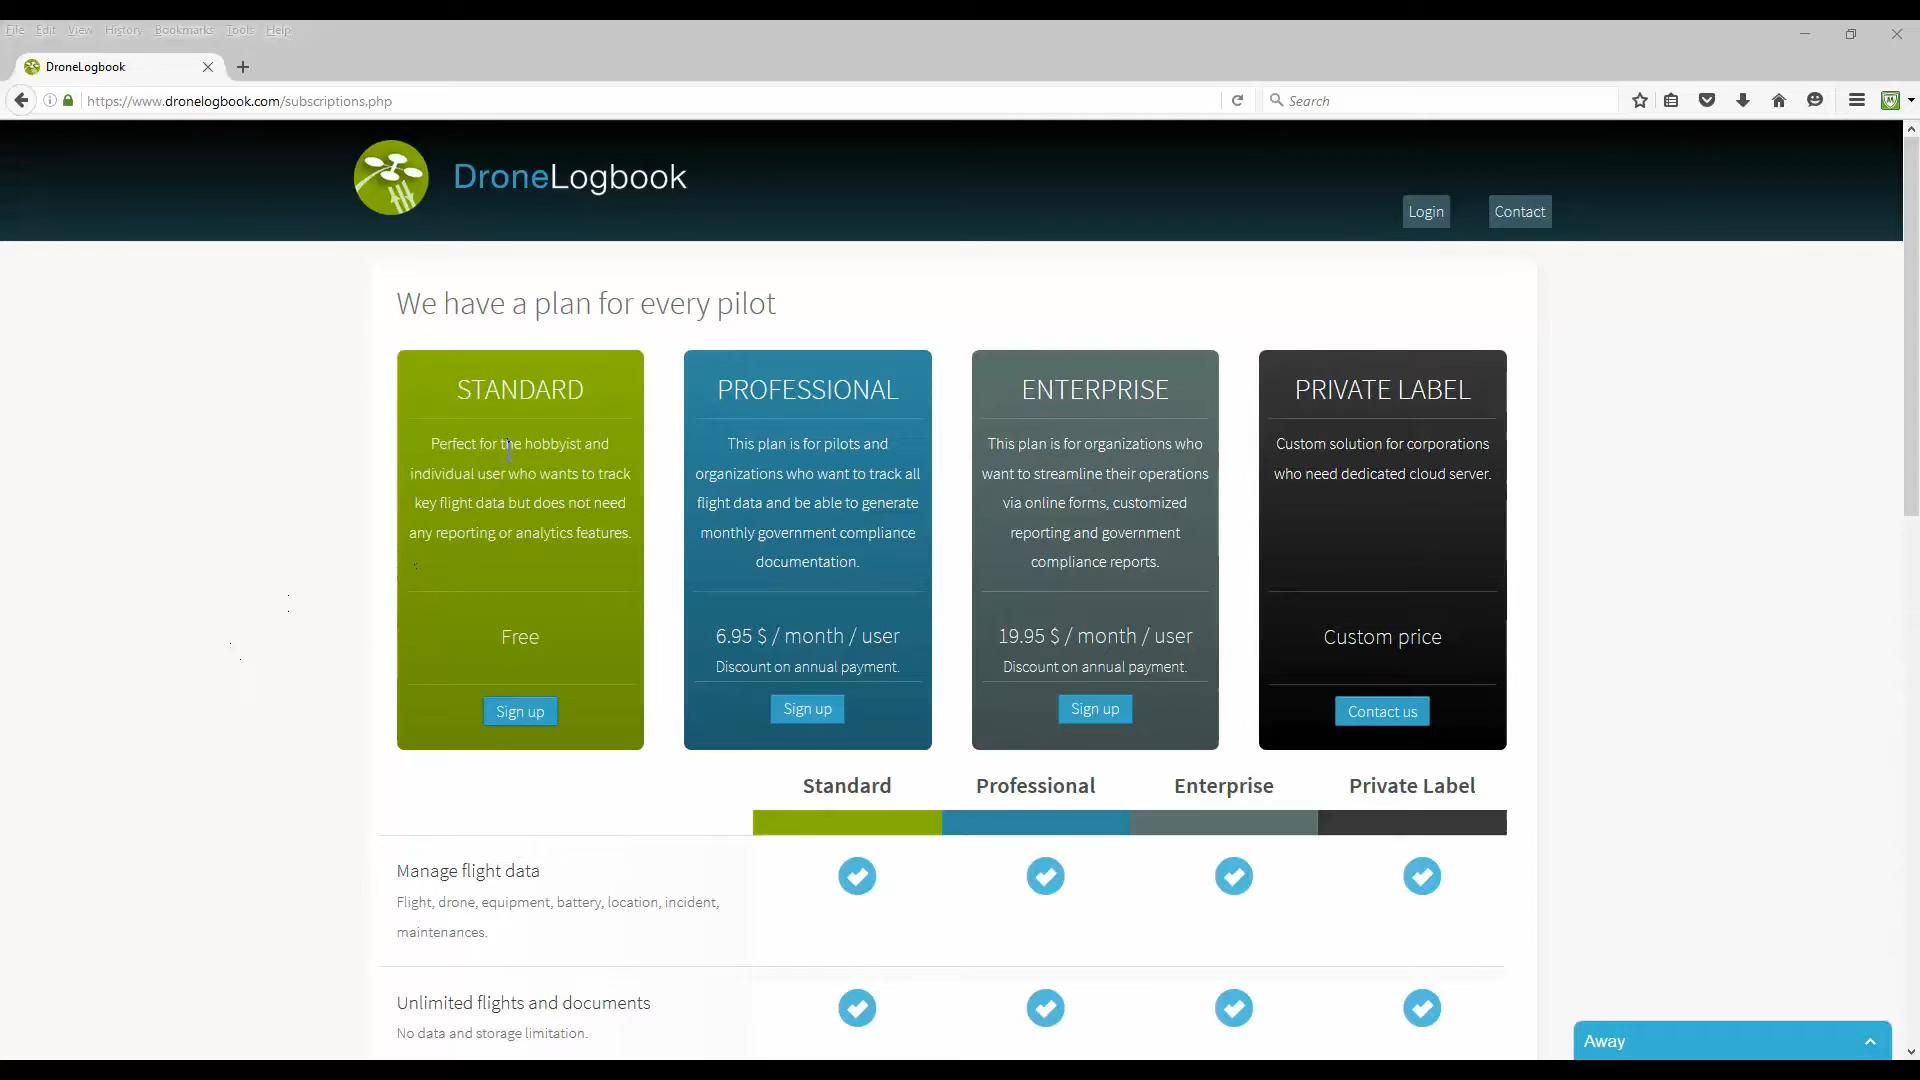 File Edit View History Bookmarks Tools Help
DroneLogbook
https://www.dronelogbook.com/subscriptions.php
Search
DroneLogbook
Login
Contact
We have a plan for every pilot
STANDARD
Perfect for the hobbyist and
individual user who wants to track
key flight data but does not need
any reporting or analytics features.
Free
Sign up
PROFESSIONAL
This plan is for pilots and
organizations who want to track all
flight data and be able to generate
monthly government compliance
documentation.
6.95 $ / month / user
Discount on annual payment.
Sign up
ENTERPRISE
This plan is for organizations who
want to streamline their operations
via online forms, customized
reporting and government
compliance reports.
19.95 $ / month / user
Discount on annual payment.
Sign up
PRIVATE LABEL
Custom solution for corporations
who need dedicated cloud server.
Custom price
Contact us
Standard Professional Enterprise Private Label
Manage flight data
Flight, drone, equipment, battery, location, incident,
maintenances.
Unlimited flights and documents
No data and storage limitation.
Away